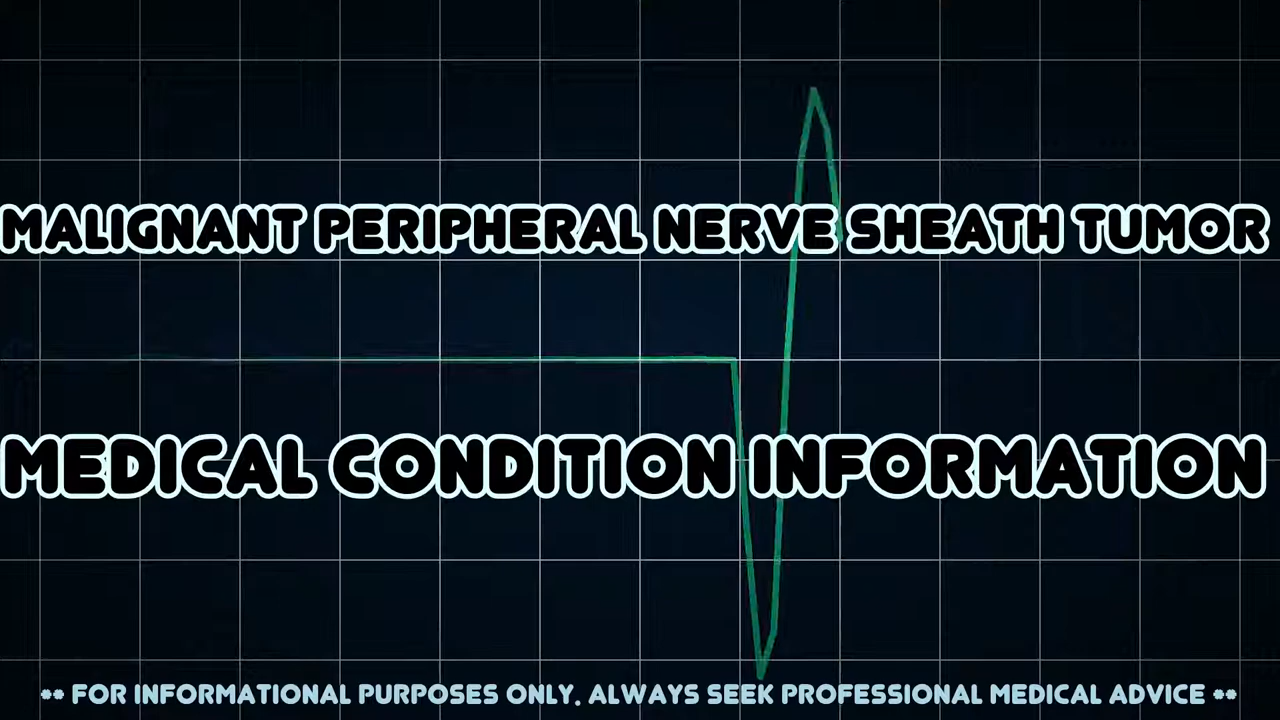 MALIGNANT PERIPHERAL NERVE SHEATH TUMOR
MEDICAL CONDITION INFORMATION
** FOR INFORMATIONAL PURPOSES ONLY. ALWAYS SEEK PROFESSIONAL MEDICAL ADVICE **